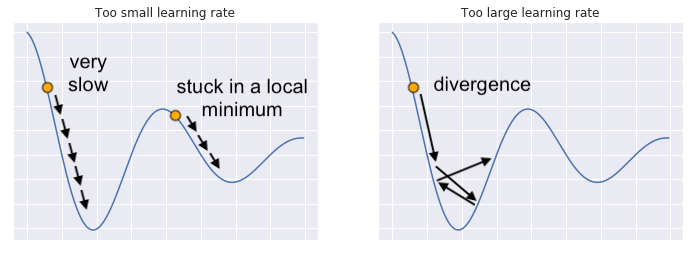 Too small learning rate
very
slow
stuck in a local
minimum
Too large learning rate
divergence